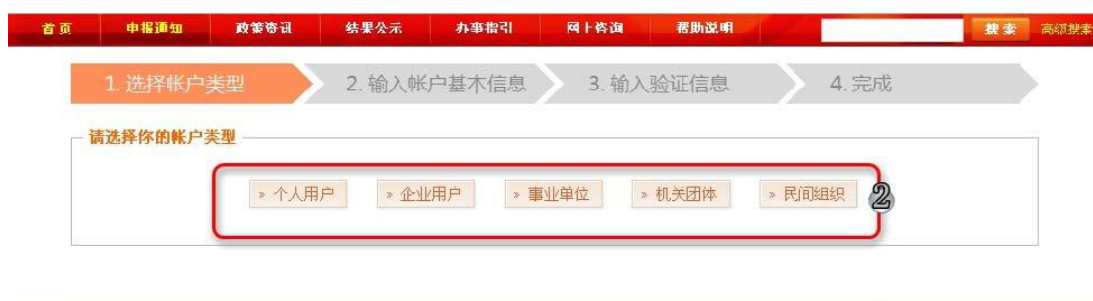 首页 申报通知 政策资讯 结果公示 办事指引 网上咨询 帮助说明 搜索 高级搜索
1. 选择帐户类型 2. 输入帐户基本信息 3. 输入验证信息 4. 完成
请选择你的帐户类型
» 个人用户 » 企业用户 » 事业单位 » 机关团体 » 民间组织 2